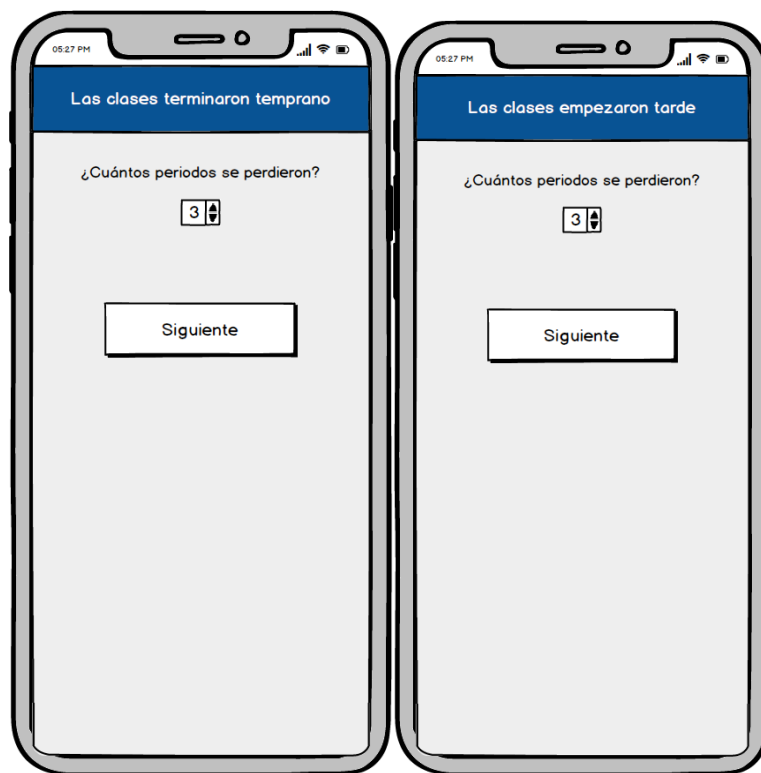 05:27 PM
Las clases terminaron temprano
¿Cuántos periodos se perdieron?
3
Siguiente
05:27 PM
Las clases empezaron tarde
¿Cuántos periodos se perdieron?
3
Siguiente